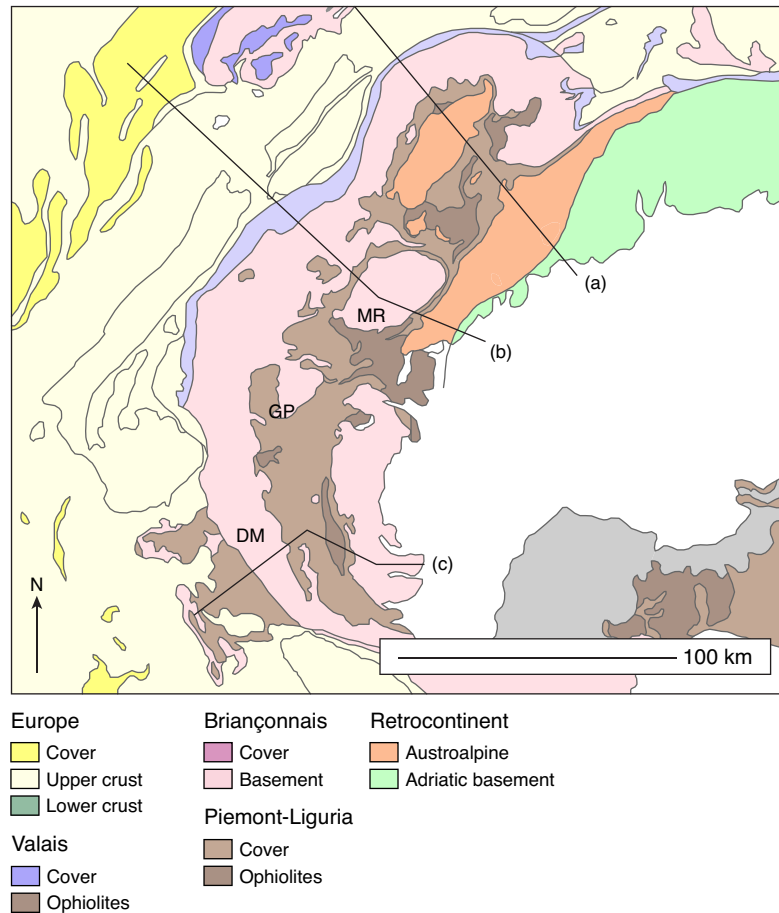 (a)
MR
(b)
GP
DM
(c)
N
100 km
Europe
Cover
Upper crust
Lower crust
Valais
Cover
Ophiolites
Briançonnais
Cover
Basement
Piemont-Liguria
Cover
Ophiolites
Retrocontinent
Austroalpine
Adriatic basement